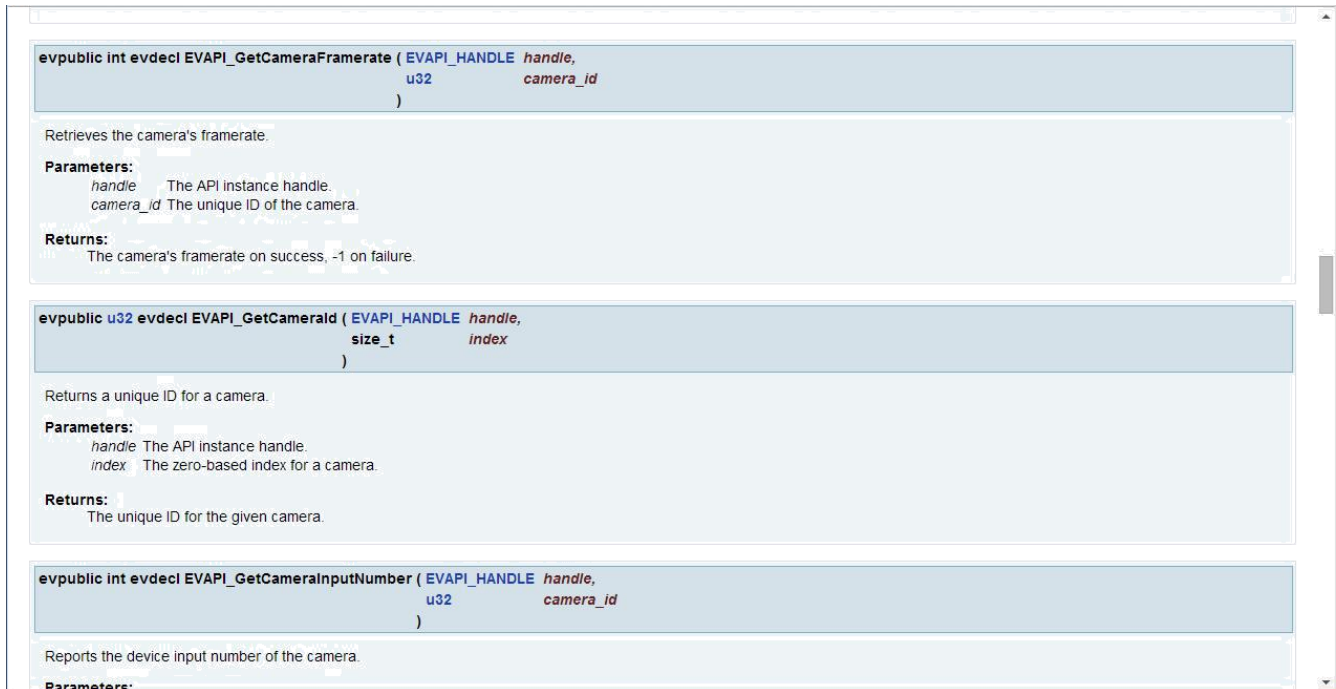 evpublic int evdecl EVAPI_GetCameraFramerate ( EVAPI_HANDLE handle,
u32 camera_id
)
Retrieves the camera's framerate.
Parameters:
handle The API instance handle.
camera_id The unique ID of the camera.
Returns:
The camera's framerate on success, -1 on failure.
evpublic u32 evdecl EVAPI_GetCameraId ( EVAPI_HANDLE handle,
size_t index
)
Returns a unique ID for a camera.
Parameters:
handle The API instance handle.
index The zero-based index for a camera.
Returns:
The unique ID for the given camera.
evpublic int evdecl EVAPI_GetCameraInputNumber ( EVAPI_HANDLE handle,
u32 camera_id
)
Reports the device input number of the camera.
Parameters: